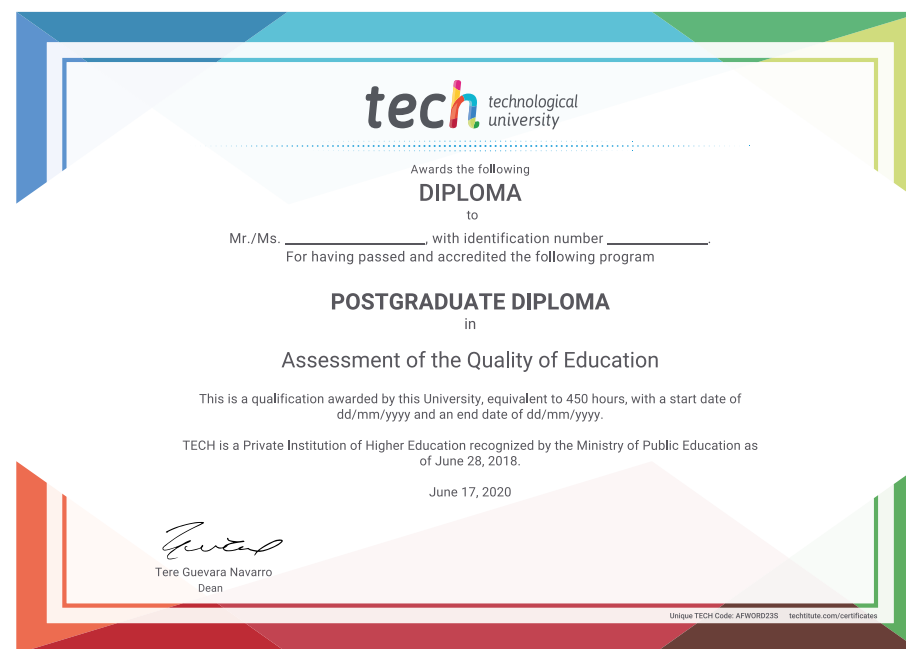 tech technological
university
Awards the following
DIPLOMA
to
Mr./Ms. ____________________, with identification number ______________.
For having passed and accredited the following program
POSTGRADUATE DIPLOMA
in
Assessment of the Quality of Education
This is a qualification awarded by this University, equivalent to 450 hours, with a start date of
dd/mm/yyyy and an end date of dd/mm/yyyy.
TECH is a Private Institution of Higher Education recognized by the Ministry of Public Education as
of June 28, 2018.
June 17, 2020
Tere Guevara Navarro
Dean
Unique TECH Code: AFWORD23S techtitute.com/certificates